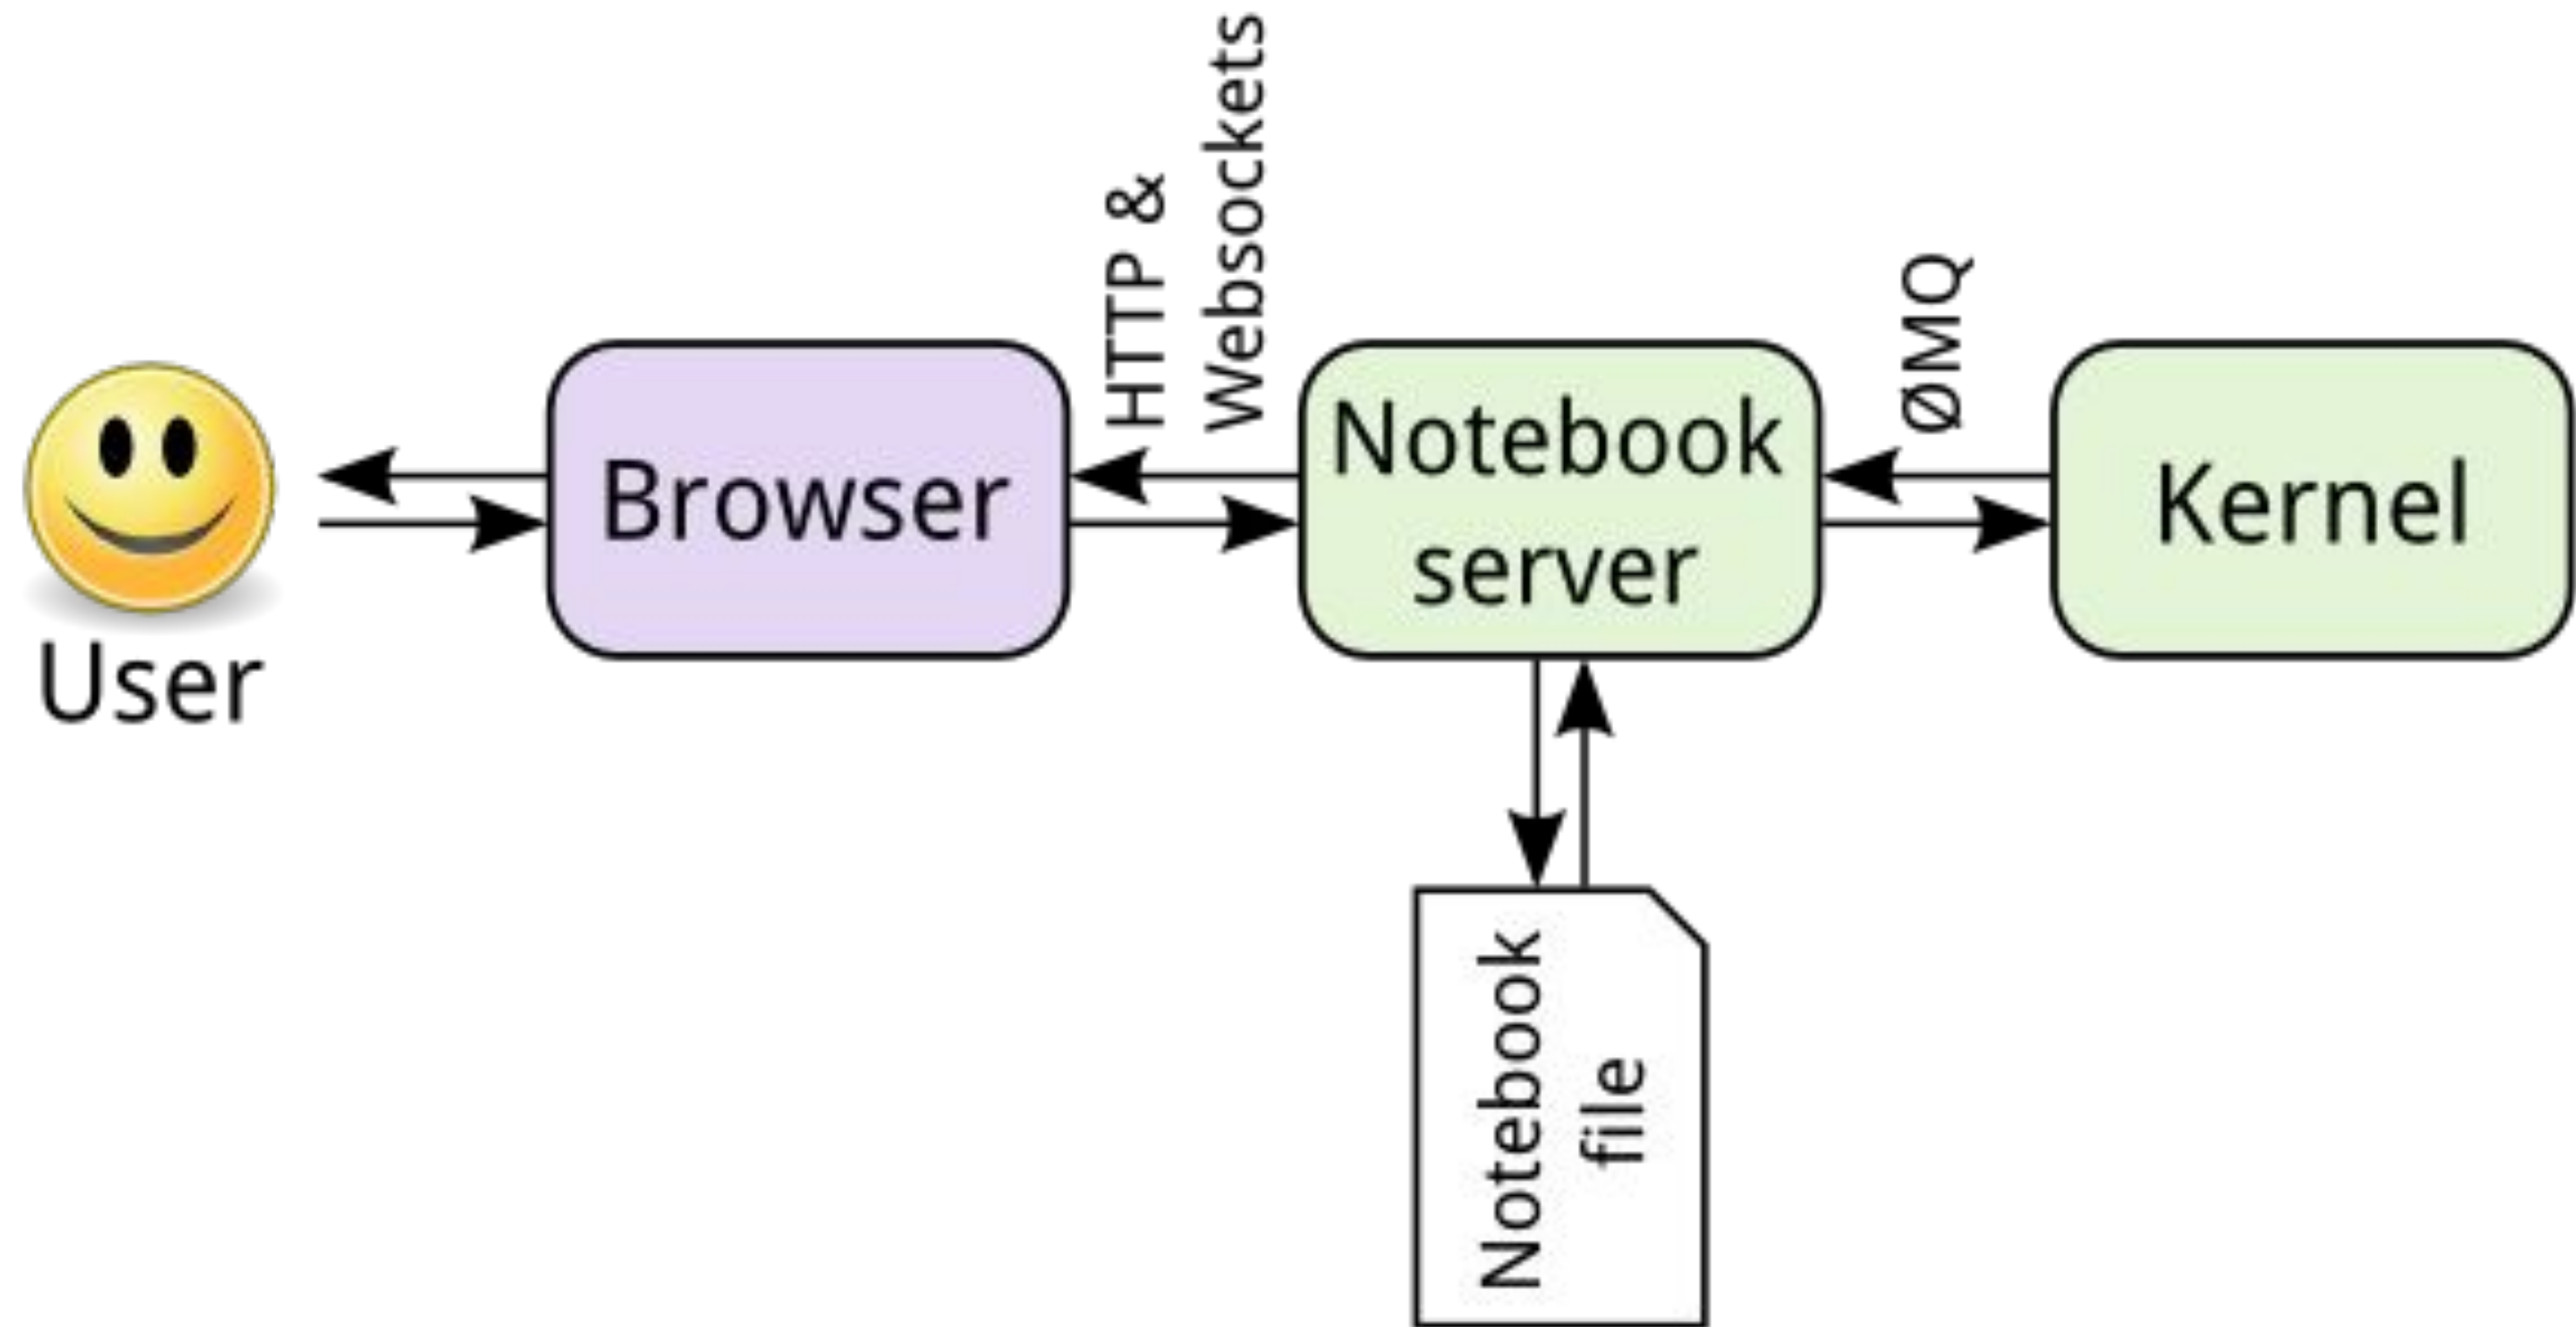 User
Browser
HTTP &
Websockets
Notebook
server
ØMQ
Kernel
Notebook
file